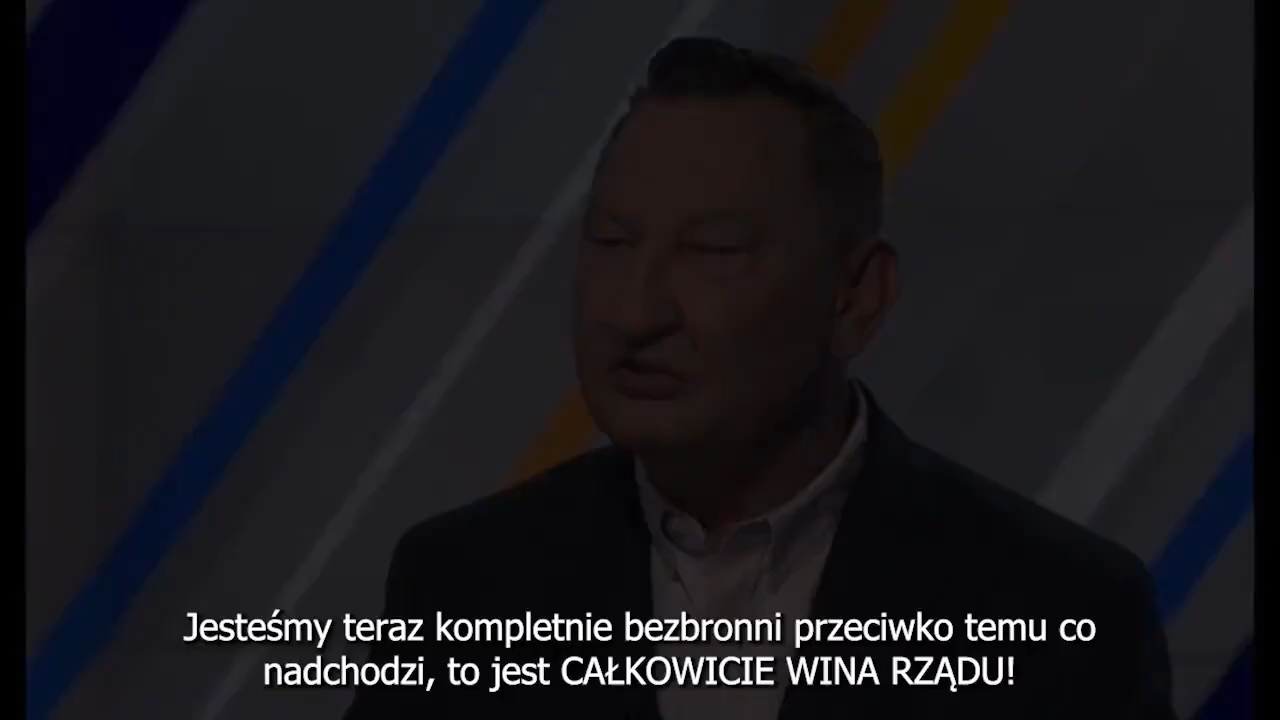 Jesteśmy teraz kompletnie bezbronni przeciwko temu co
nadchodzi, to jest CAŁKOWICIE WINA RZĄDU!